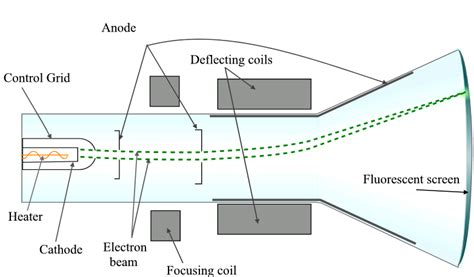 Anode
Deflecting coils
Control Grid
Fluorescent screen
Heater
Cathode
Electron
beam
Focusing coil